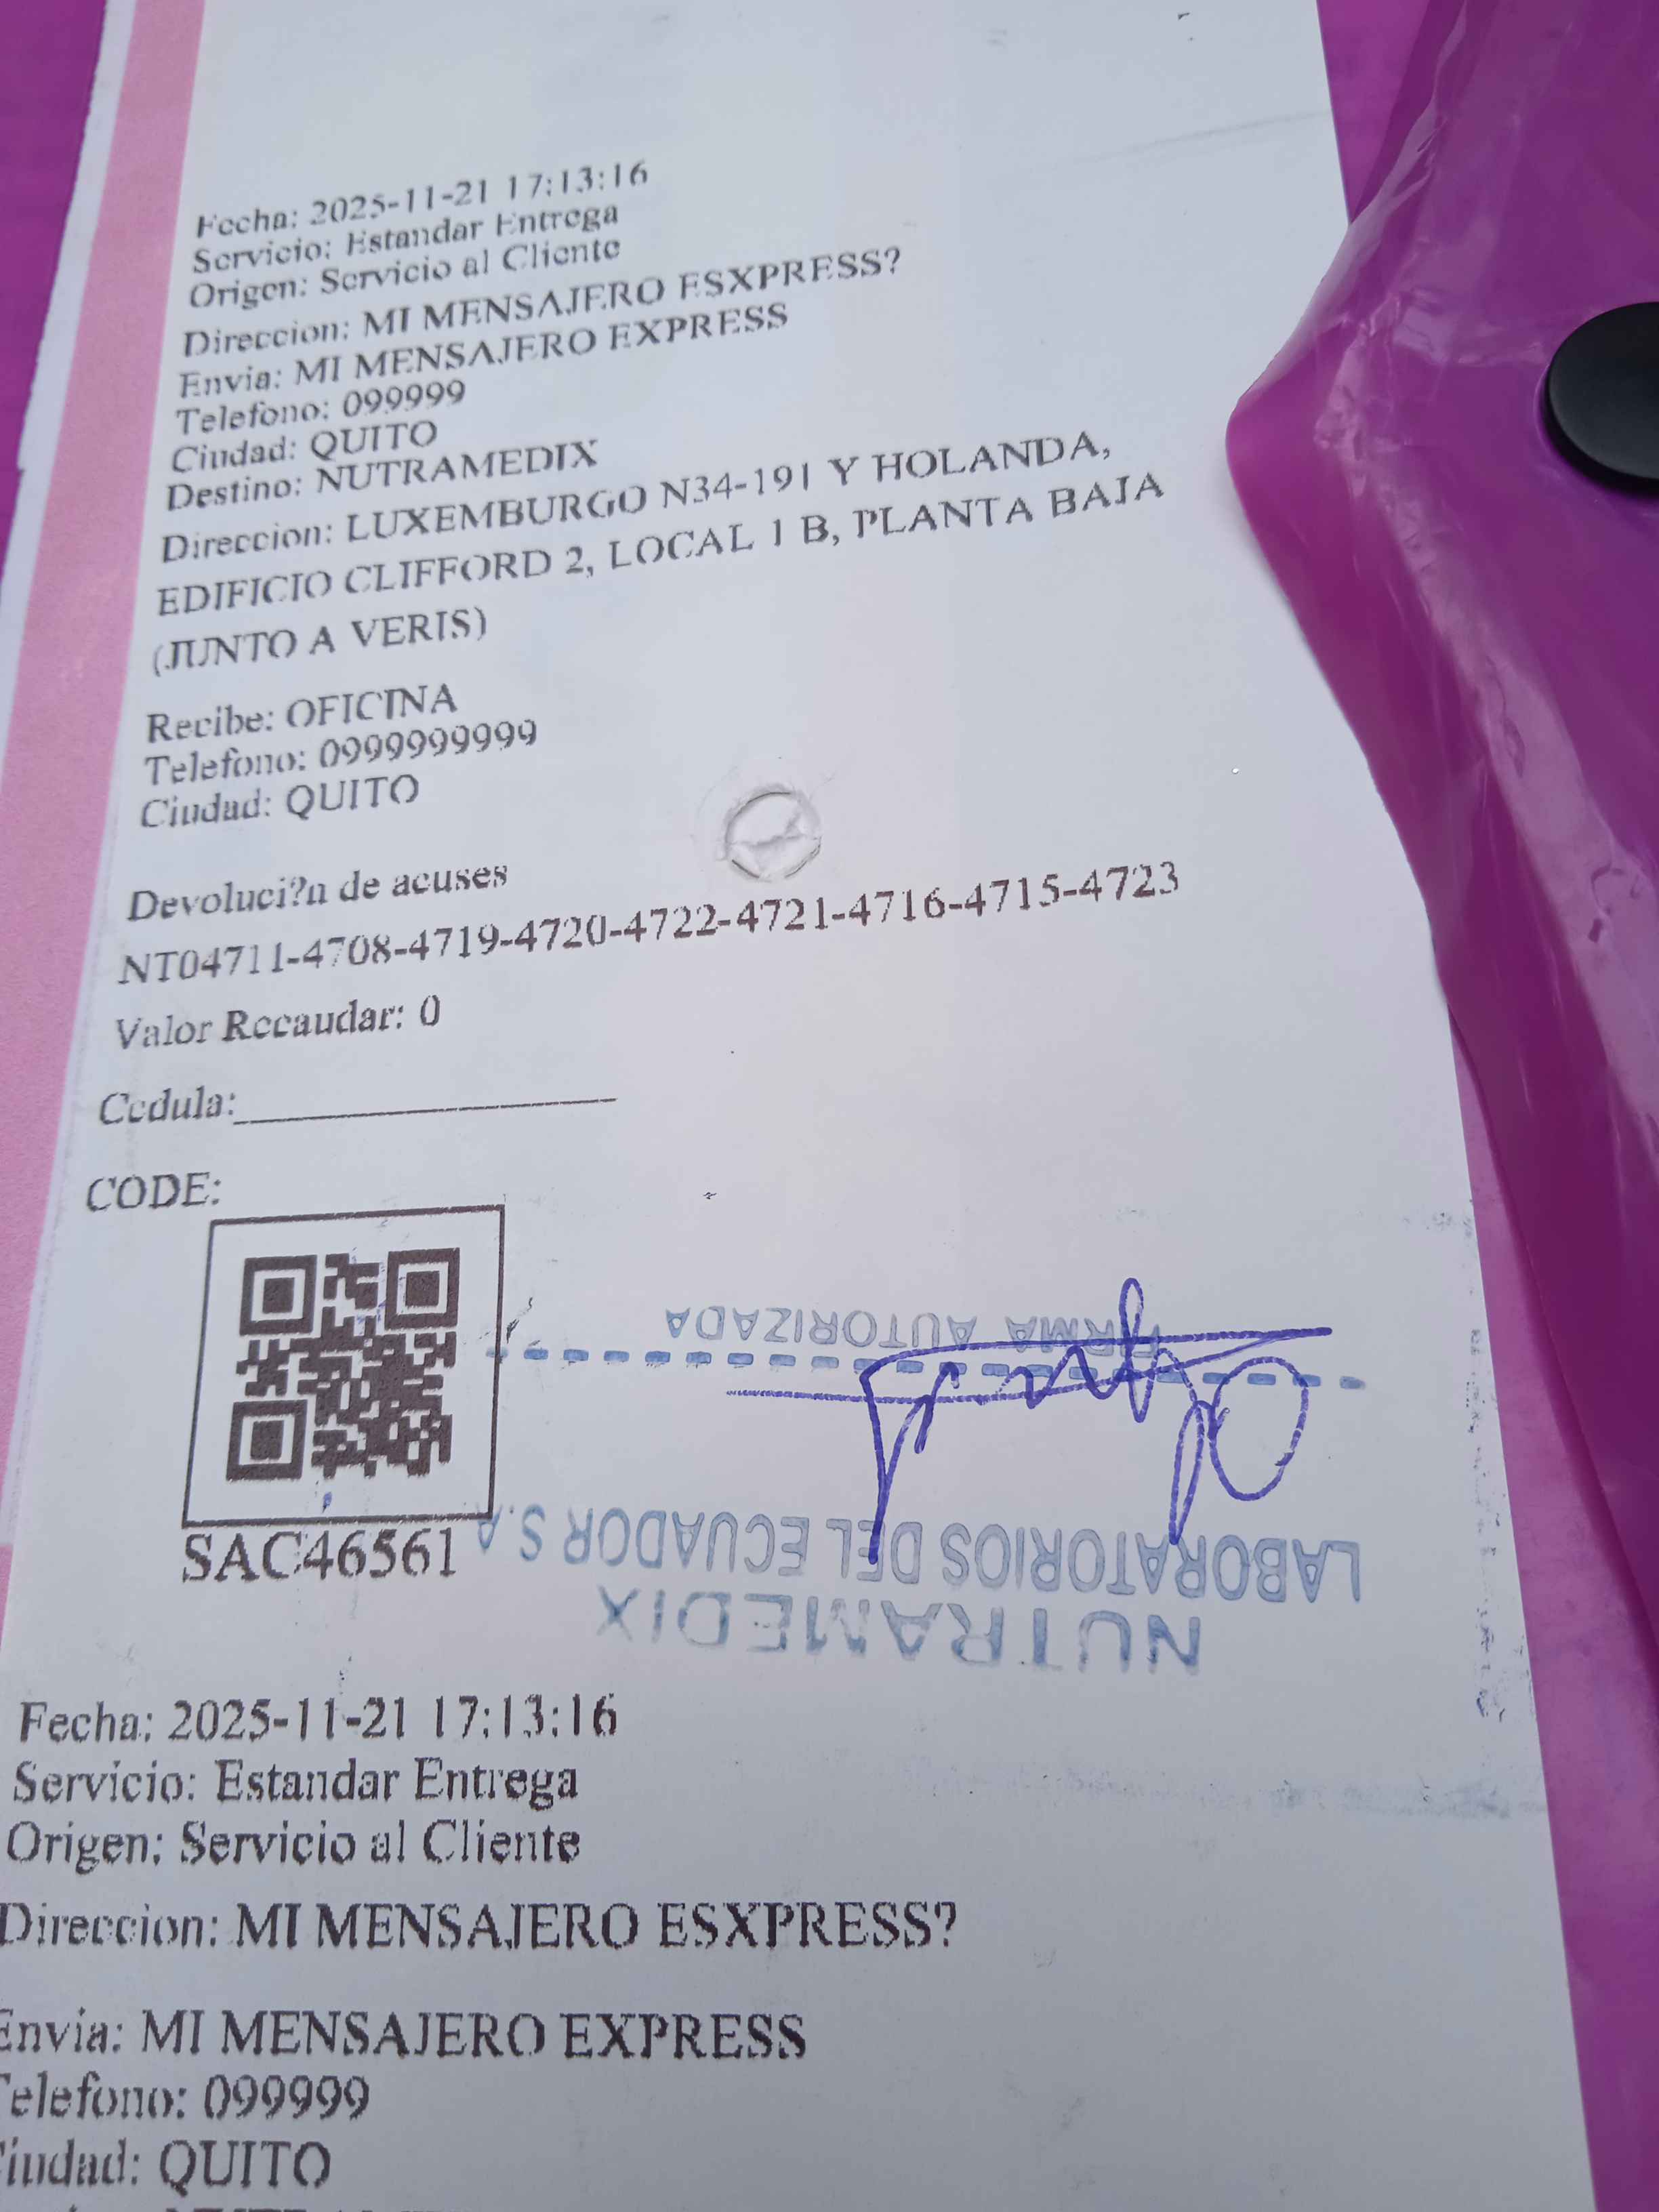 Fecha: 2025-11-21 17:13:16
Servicio: Estandar Entrega
Origen: Servicio al Cliente
Direccion: MI MENSAJERO ESXPRESS?
Envia: MI MENSAJERO EXPRESS
Telefono: 099999
Ciudad: QUITO
Destino: NUTRAMEDIX
Direccion: LUXEMBURGO N34-191 Y HOLANDA,
EDIFICIO CLIFFORD 2, LOCAL 1 B, PLANTA BAJA
(JUNTO A VERIS)
Recibe: OFICINA
Telefono: 0999999999
Ciudad: QUITO
Devoluci?n de acuses
NT04711-4708-4719-4720-4722-4721-4716-4715-4723
Valor Recaudar: 0
Cedula:
CODE:
SAC46561
NUTRAMEDIX
LABORATORIOS DEL ECUADOR S.A
FIRMA AUTORIZADA
Fecha: 2025-11-21 17:13:16
Servicio: Estandar Entrega
Origen: Servicio al Cliente
Direccion: MI MENSAJERO ESXPRESS?
Envia: MI MENSAJERO EXPRESS
Telefono: 099999
Ciudad: QUITO